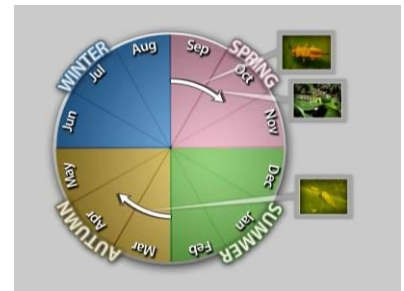 WINTER
SPRING
SUMMER
AUTUMN
Jun
Jul
Aug
Sep
Oct
Nov
Dec
Jan
Feb
Mar
Apr
May